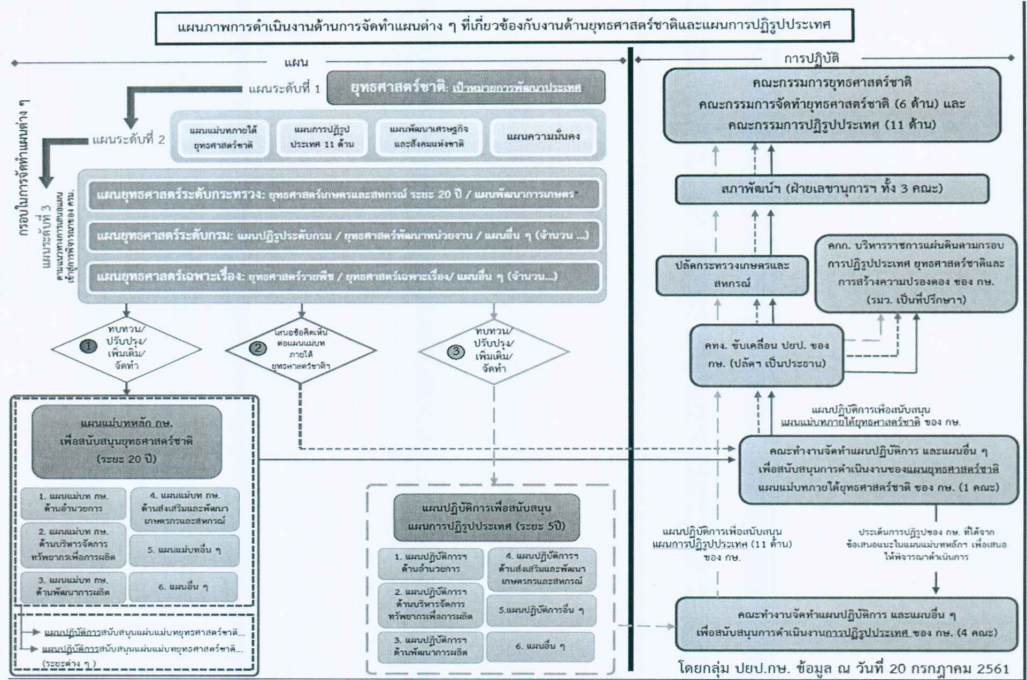 แผนภาพการดำเนินงานด้านการจัดทำแผนต่าง ๆ ที่เกี่ยวข้องกับงานด้านยุทธศาสตร์ชาติและแผนการปฏิรูปประเทศ
แผน
กรอบในการจัดทำแผนต่าง ๆ
แผนระดับที่ 1
ยุทธศาสตร์ชาติ: เป้าหมายการพัฒนาประเทศ
แผนระดับที่ 2
แผนแม่บทภายใต้
ยุทธศาสตร์ชาติ
แผนการปฏิรูป
ประเทศ 11 ด้าน
แผนพัฒนาเศรษฐกิจ
และสังคมแห่งชาติ
แผนความมั่นคง
แผนระดับที่ 3
ตามแนวทางการเสนอแผน
เข้าสู่การพิจารณาของ ครม.
แผนยุทธศาสตร์ระดับกระทรวง: ยุทธศาสตร์เกษตรและสหกรณ์ ระยะ 20 ปี / แผนพัฒนาการเกษตร"
แผนยุทธศาสตร์ระดับกรม: แผนปฏิรูประดับกรม / ยุทธศาสตร์พัฒนาหน่วยงาน / แผนอื่น ๆ (จำนวน ...)
แผนยุทธศาสตร์เฉพาะเรื่อง: ยุทธศาสตร์รายพืช / ยุทธศาสตร์เฉพาะเรื่อง/ แผนอื่น ๆ (จำนวน...)
1
ทบทวน/
ปรับปรุง/
เพิ่มเติม/
จัดทำ
2
เสนอข้อคิดเห็น
ต่อแผนแม่บท
ภายใต้
ยุทธศาสตร์ชาติฯ
3
ทบทวน/
ปรับปรุง/
เพิ่มเติม/
จัดทำ
แผนแม่บทหลัก กษ.
เพื่อสนับสนุนยุทธศาสตร์ชาติ
(ระยะ 20 ปี)
1. แผนแม่บท กษ.
ด้านอำนวยการ
2. แผนแม่บท กษ.
ด้านบริหารจัดการ
ทรัพยากรเพื่อการผลิต
3. แผนแม่บท กษ.
ด้านพัฒนาการผลิต
4. แผนแม่บท กษ.
ด้านส่งเสริมและพัฒนา
เกษตรกรและสหกรณ์
5. แผนแม่บทอื่น ๆ
6. แผนอื่น ๆ
แผนปฏิบัติการสนับสนุนแผนแม่บทยุทธศาสตร์ชาติ...
แผนปฏิบัติการสนับสนุนแผนแม่บทยุทธศาสตร์ชาติ...
(ระยะต่าง ๆ )
แผนปฏิบัติการเพื่อสนับสนุน
แผนการปฏิรูปประเทศ (ระยะ 5ปี)
1. แผนปฏิบัติการฯ
ด้านอำนวยการ
2. แผนปฏิบัติการฯ
ด้านบริหารจัดการ
ทรัพยากรเพื่อการผลิต
3. แผนปฏิบัติการฯ
ด้านพัฒนาการผลิต
4. แผนปฏิบัติการฯ
ด้านส่งเสริมและพัฒนา
เกษตรกรและสหกรณ์
5.แผนปฏิบัติการอื่น ๆ
6. แผนอื่น ๆ
การปฏิบัติ
คณะกรรมการยุทธศาสตร์ชาติ
คณะกรรมการจัดทำยุทธศาสตร์ชาติ (6 ด้าน) และ
คณะกรรมการปฏิรูปประเทศ (11 ด้าน)
สภาพัฒน์ฯ (ฝ่ายเลขานุการฯ ทั้ง 3 คณะ)
ปลัดกระทรวงเกษตรและ
สหกรณ์
คกก. บริหารราชการแผ่นดินตามกรอบ
การปฏิรูปประเทศ ยุทธศาสตร์ชาติและ
การสร้างความปรองดอง ของ กษ.
(รมว. เป็นที่ปรึกษาฯ)
คทง. ขับเคลื่อน ปยป. ของ
กษ. (ปลัดฯ เป็นประธาน)
แผนปฏิบัติการเพื่อสนับสนุน
แผนแม่บทภายใต้ยุทธศาสตร์ชาติ ของ กษ.
คณะทำงานจัดทำแผนปฏิบัติการ และแผนอื่น ๆ
เพื่อสนับสนุนการดำเนินงานของแผนยุทธศาสตร์ชาติ
แผนแม่บทภายใต้ยุทธศาสตร์ชาติ ของ กษ. (1 คณะ)
แผนปฏิบัติการเพื่อสนับสนุน
แผนการปฏิรูปประเทศ (11 ด้าน)
ของ กษ.
ประเด็นการปฏิรูปของ กษ. ที่ได้จาก
ข้อเสนอแนะในแผนแม่บทหลักฯ เพื่อเสนอ
ให้พิจารณาดำเนินการ
คณะทำงานจัดทำแผนปฏิบัติการ และแผนอื่น ๆ
เพื่อสนับสนุนการดำเนินงานการปฏิรูปประเทศ ของ กษ. (4 คณะ)
โดยกลุ่ม ปยป.กษ. ข้อมูล ณ วันที่ 20 กรกฎาคม 2561